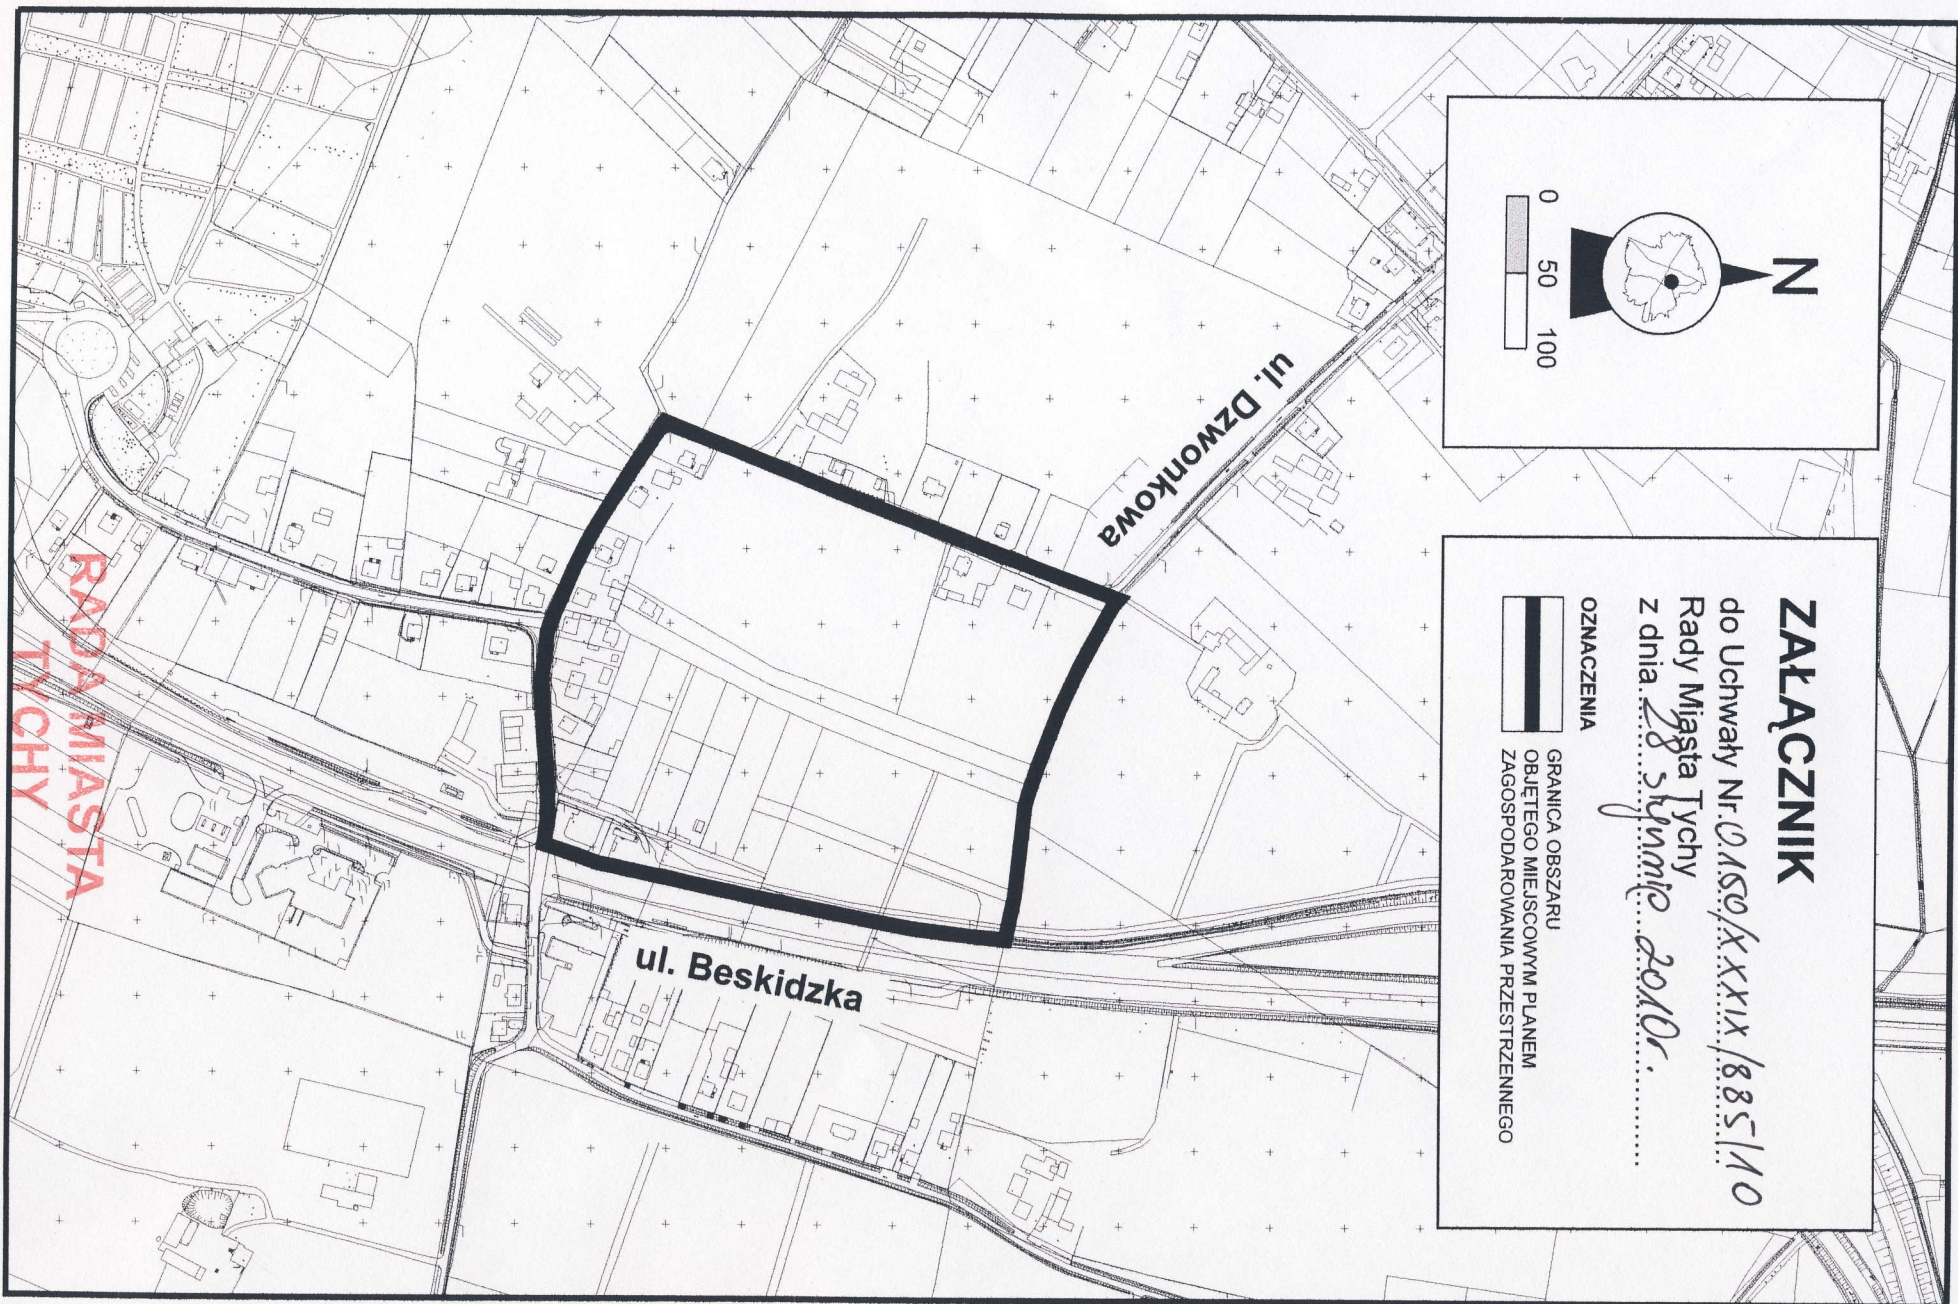 N
0 50 100
ZAŁĄCZNIK
do Uchwały Nr.0150/XXXIX/885/10
Rady Miasta Tychy
z dnia 28 stycznia 2010r.
OZNACZENIA
GRANICA OBSZARU
OBJĘTEGO MIEJSCOWYM PLANEM
ZAGOSPODAROWANIA PRZESTRZENNEGO
ul. Dzwonkowa
ul. Beskidzka
RADA MIASTA
TYCHY